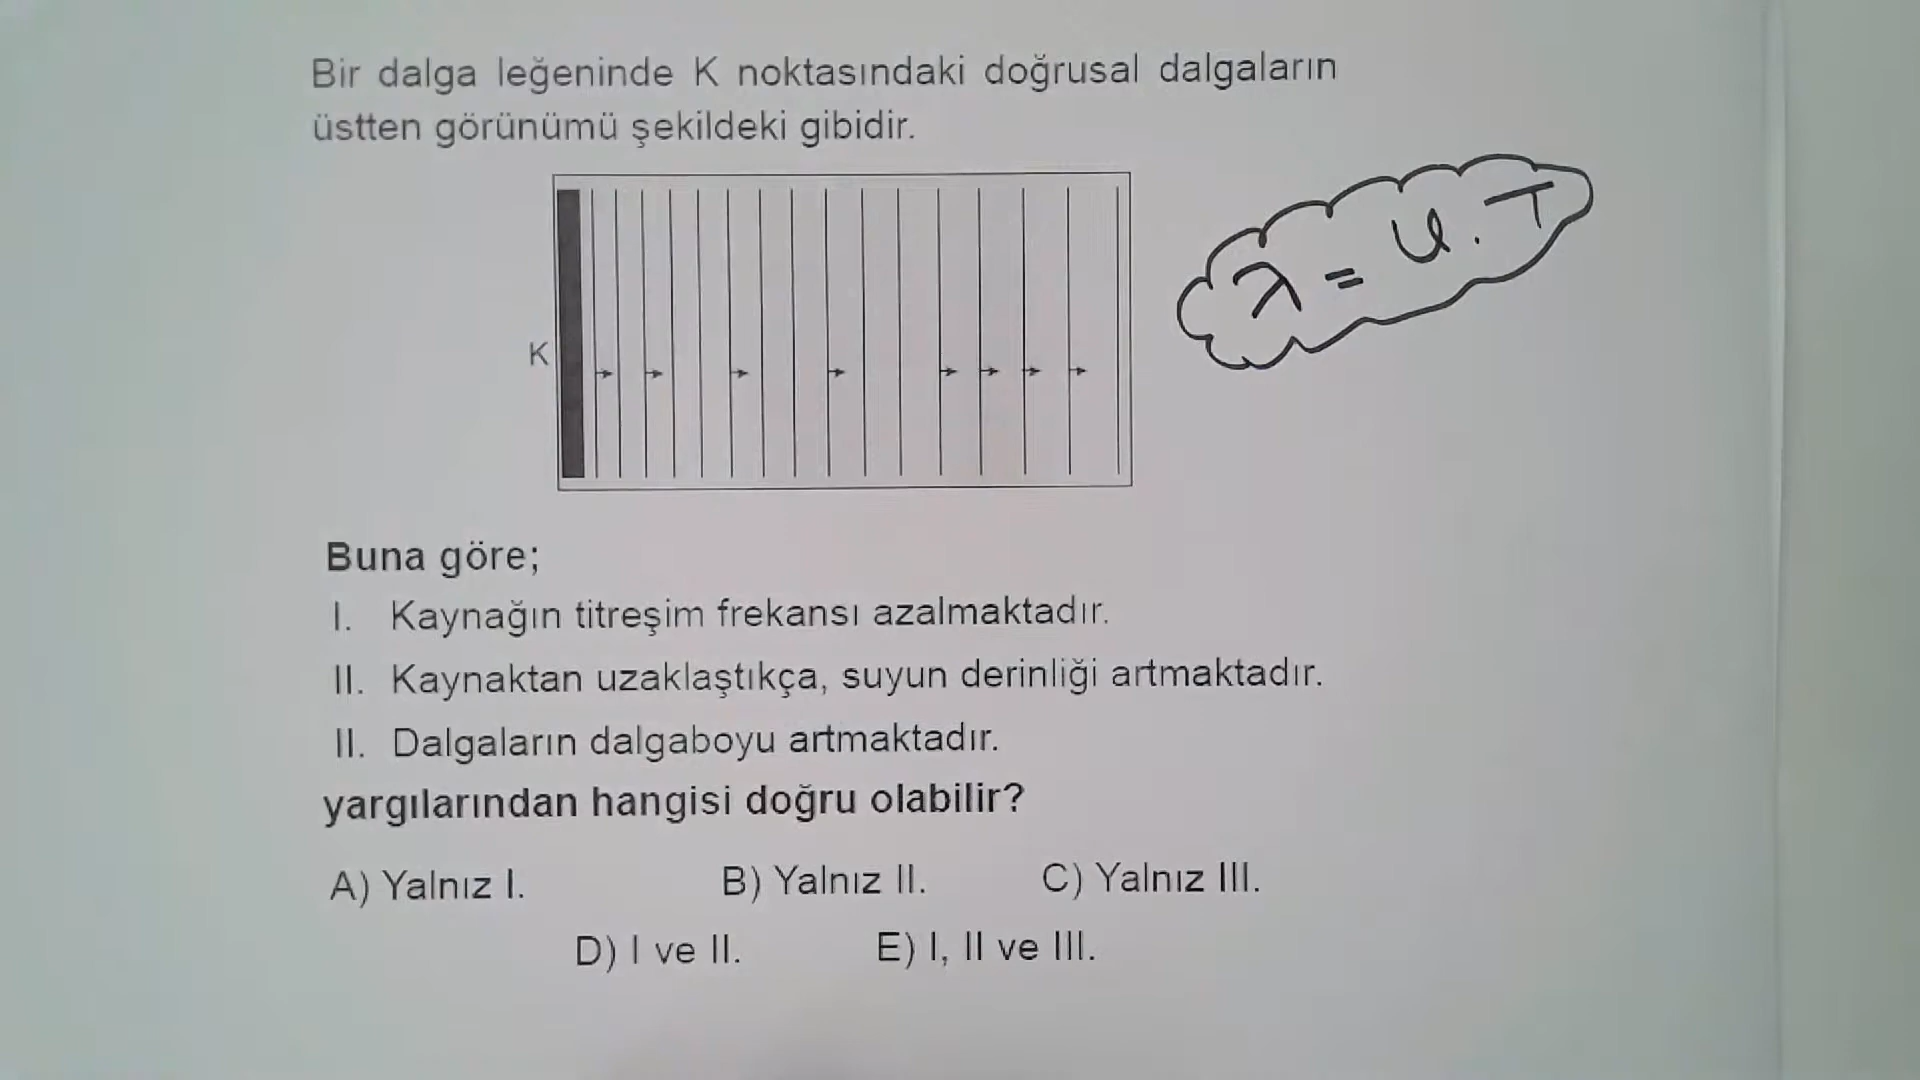 Bir dalga leğeninde K noktasındaki doğrusal dalgaların
üstten görünümü şekildeki gibidir.
λ = υ . T
K
Buna göre;
I. Kaynağın titreşim frekansı azalmaktadır.
II. Kaynaktan uzaklaştıkça, suyun derinliği artmaktadır.
II. Dalgaların dalgaboyu artmaktadır.
yargılarından hangisi doğru olabilir?
A) Yalnız I. B) Yalnız II. C) Yalnız III.
D) I ve II. E) I, II ve III.